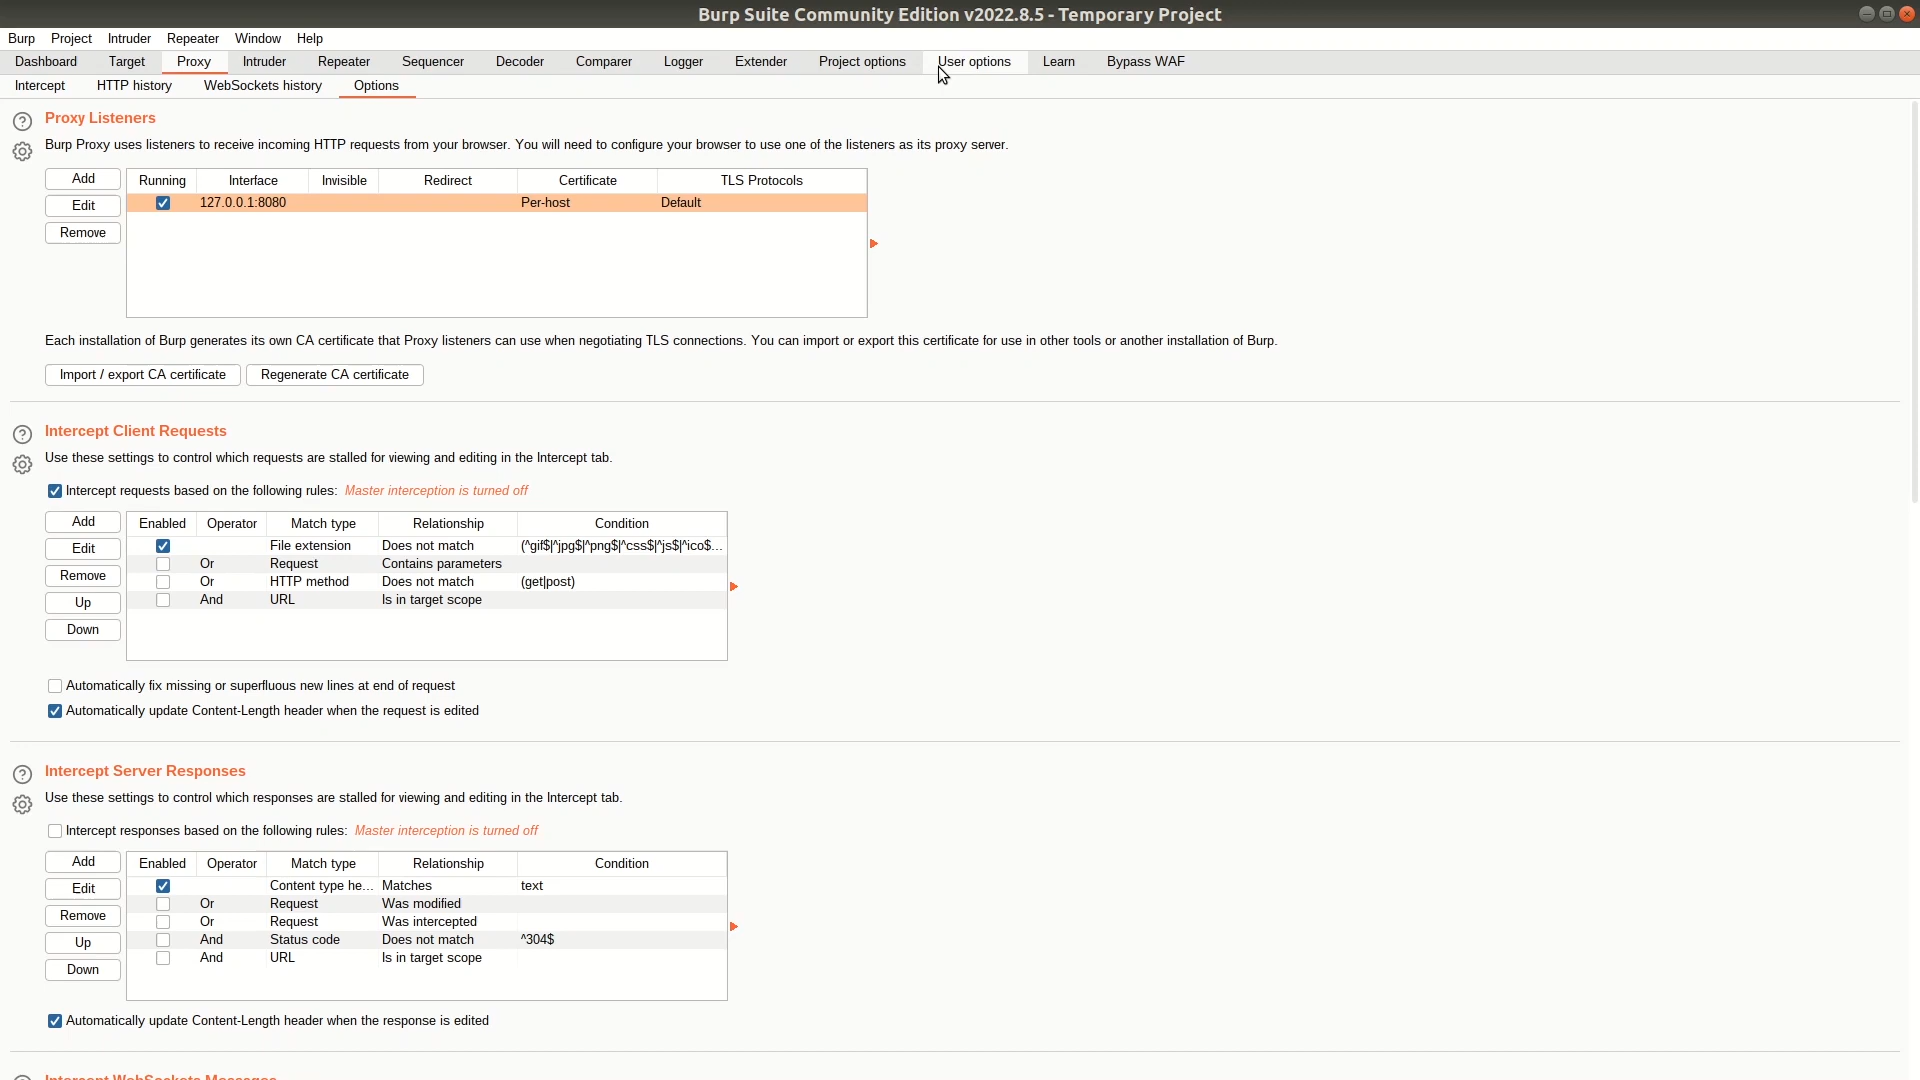 Burp Suite Community Edition v2022.8.5 - Temporary Project
Burp Project Intruder Repeater Window Help
Dashboard Target Proxy Intruder Repeater Sequencer Decoder Comparer Logger Extender Project options User options Learn Bypass WAF
Intercept HTTP history WebSockets history Options
Proxy Listeners
Burp Proxy uses listeners to receive incoming HTTP requests from your browser. You will need to configure your browser to use one of the listeners as its proxy server.
Add
Edit
Remove
Running Interface Invisible Redirect Certificate TLS Protocols
127.0.0.1:8080 Per-host Default
Each installation of Burp generates its own CA certificate that Proxy listeners can use when negotiating TLS connections. You can import or export this certificate for use in other tools or another installation of Burp.
Import / export CA certificate Regenerate CA certificate
Intercept Client Requests
Use these settings to control which requests are stalled for viewing and editing in the Intercept tab.
Intercept requests based on the following rules: Master interception is turned off
Add
Edit
Remove
Up
Down
Enabled Operator Match type Relationship Condition
File extension Does not match (^gif$|^jpg$|^png$|^css$|^js$|^ico$...
Or Request Contains parameters
Or HTTP method Does not match (get|post)
And URL Is in target scope
Automatically fix missing or superfluous new lines at end of request
Automatically update Content-Length header when the request is edited
Intercept Server Responses
Use these settings to control which responses are stalled for viewing and editing in the Intercept tab.
Intercept responses based on the following rules: Master interception is turned off
Add
Edit
Remove
Up
Down
Enabled Operator Match type Relationship Condition
Content type he... Matches text
Or Request Was modified
Or Request Was intercepted
And Status code Does not match ^304$
And URL Is in target scope
Automatically update Content-Length header when the response is edited
Intercept WebSockets Messages